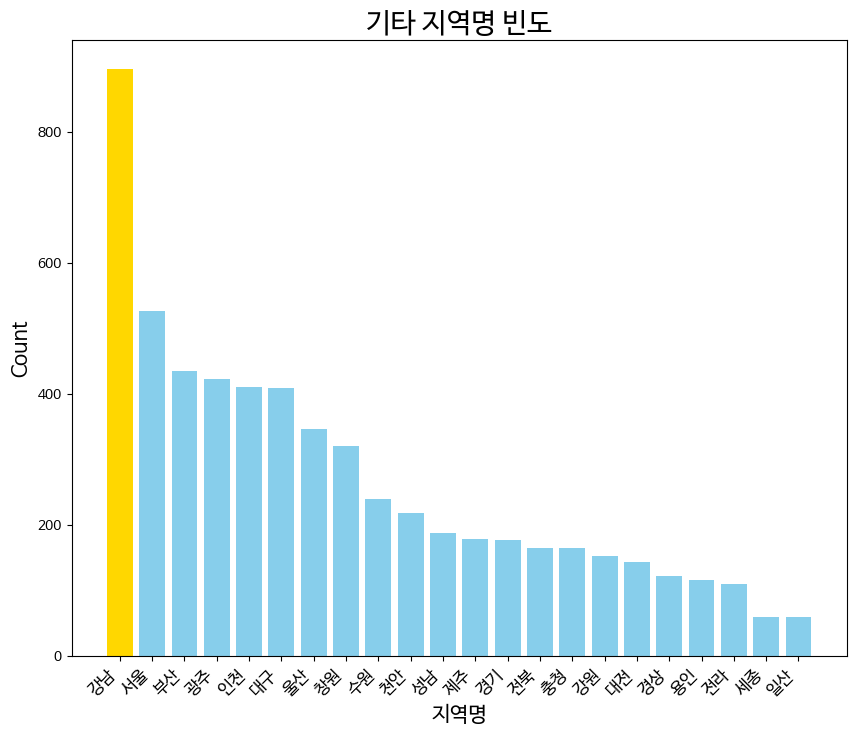 기타 지역명 빈도
Count
800
600
400
200
0
강남
서울
부산
광주
인천
대구
울산
창원
수원
천안
성남
제주
경기
전북
충청
강원
대전
경상
용인
전라
세종
일산
지역명